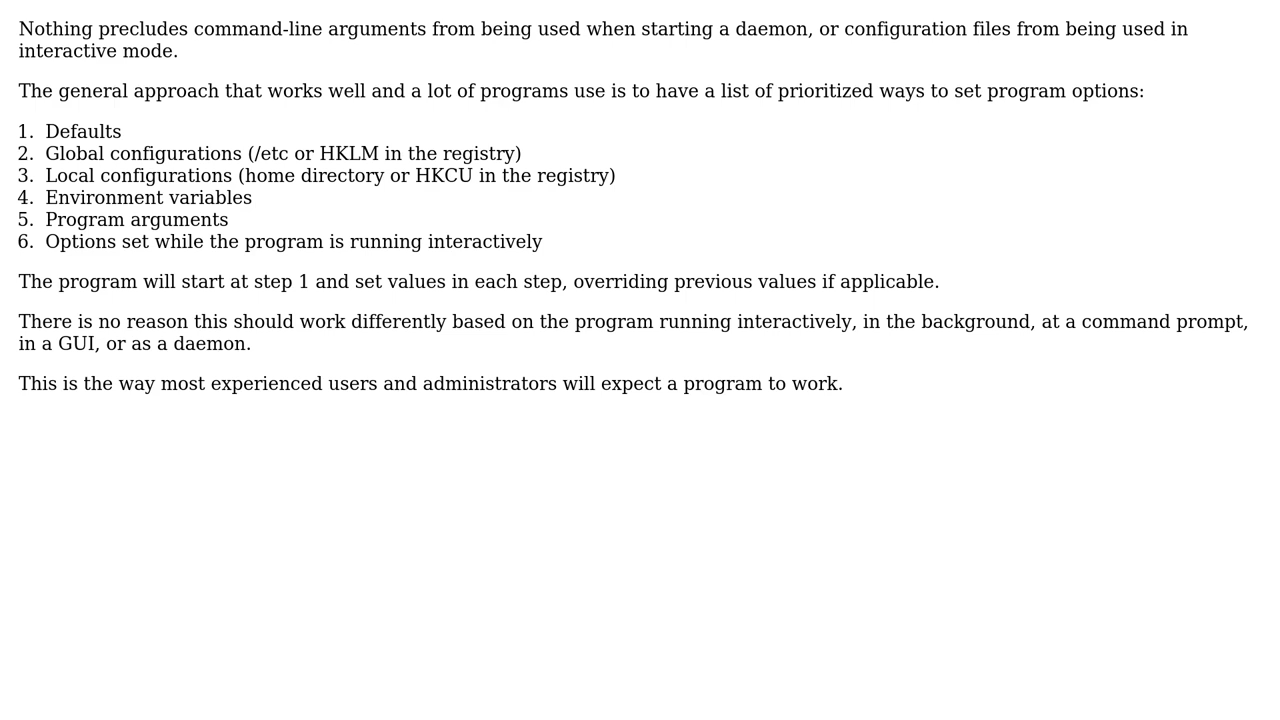 Nothing precludes command-line arguments from being used when starting a daemon, or configuration files from being used in
interactive mode.
The general approach that works well and a lot of programs use is to have a list of prioritized ways to set program options:
1. Defaults
2. Global configurations (/etc or HKLM in the registry)
3. Local configurations (home directory or HKCU in the registry)
4. Environment variables
5. Program arguments
6. Options set while the program is running interactively
The program will start at step 1 and set values in each step, overriding previous values if applicable.
There is no reason this should work differently based on the program running interactively, in the background, at a command prompt,
in a GUI, or as a daemon.
This is the way most experienced users and administrators will expect a program to work.